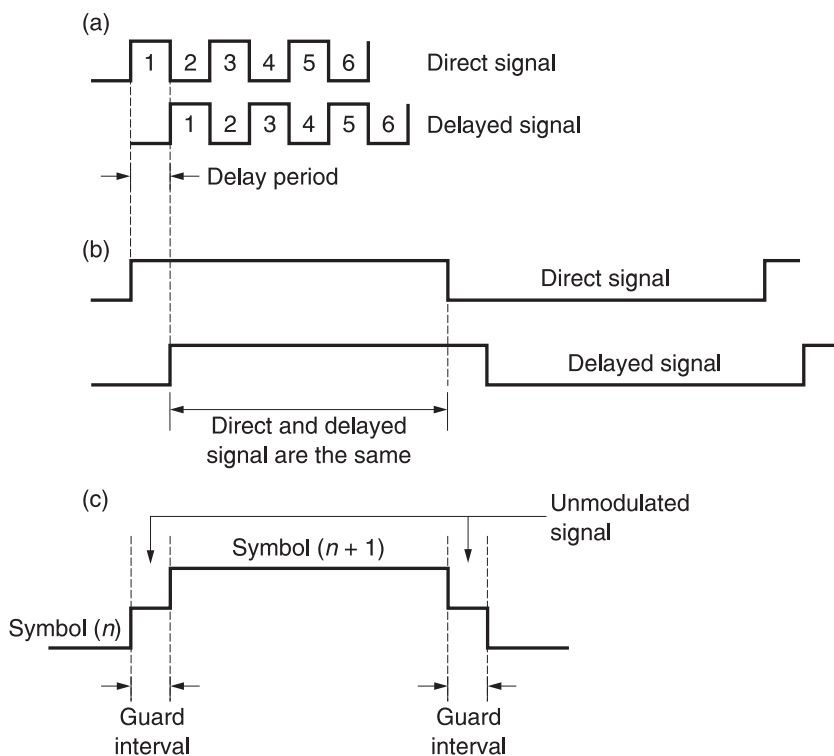 (a)
1 2 3 4 5 6 Direct signal
1 2 3 4 5 6 Delayed signal
Delay period
(b)
Direct signal
Delayed signal
Direct and delayed
signal are the same
(c)
Unmodulated
signal
Symbol (n + 1)
Symbol (n)
Guard
interval
Guard
interval